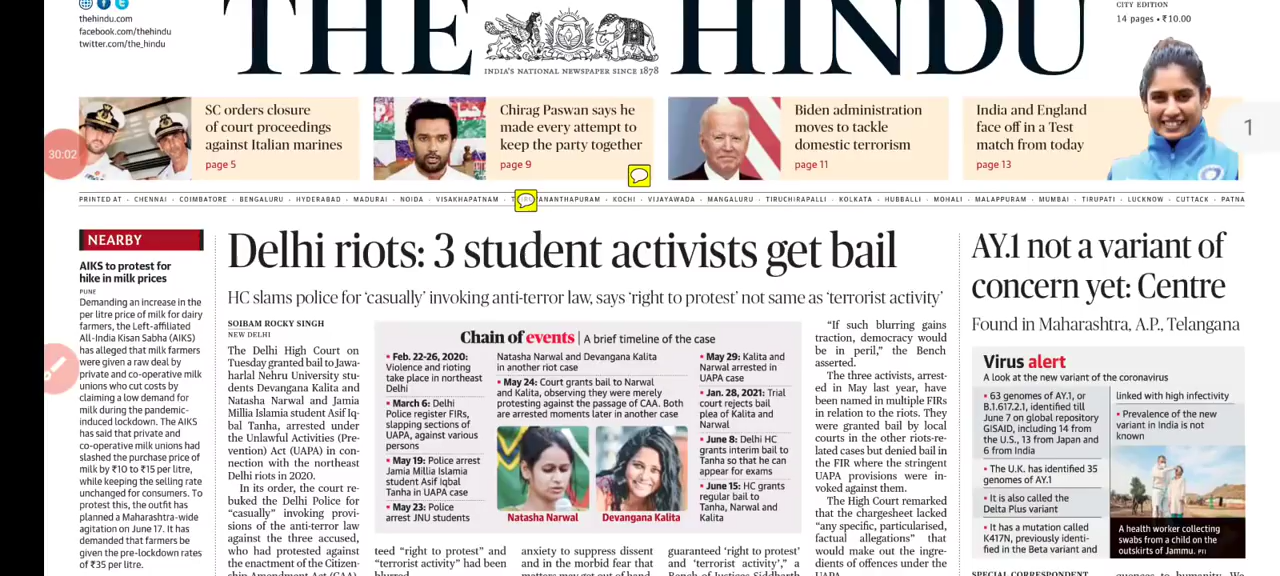 CITY EDITION
14 pages • ₹10.00
thehindu.com
facebook.com/thehindu
twitter.com/the_hindu
THE HINDU
INDIA'S NATIONAL NEWSPAPER SINCE 1878
SC orders closure
of court proceedings
against Italian marines
page 5
Chirag Paswan says he
made every attempt to
keep the party together
page 9
Biden administration
moves to tackle
domestic terrorism
page 11
India and England
face off in a Test
match from today
page 13
1
30:02
PRINTED AT • CHENNAI • COIMBATORE • BENGALURU • HYDERABAD • MADURAI • NOIDA • VISAKHAPATNAM • ANANTHAPURAM • KOCHI • VIJAYAWADA • MANGALURU • TIRUCHIRAPALLI • KOLKATA • HUBBALLI • MOHALI • MALAPPURAM • MUMBAI • TIRUPATI • LUCKNOW • CUTTACK • PATNA
NEARBY
AIKS to protest for
hike in milk prices
PUNE
Demanding an increase in the
per litre price of milk for dairy
farmers, the Left-affiliated
All-India Kisan Sabha (AIKS)
has alleged that milk farmers
were given a raw deal by
private and co-operative milk
unions who cut costs by
claiming a low demand for
milk during the pandemic-
induced lockdown. The AIKS
has said that private and
co-operative milk unions had
slashed the purchase price of
milk by ₹10 to ₹15 per litre,
while keeping the selling rate
unchanged for consumers. To
protest this, the outfit has
planned a Maharashtra-wide
agitation on June 17. It has
demanded that farmers be
given the pre-lockdown rates
of ₹35 per litre.
Delhi riots: 3 student activists get bail
HC slams police for 'casually' invoking anti-terror law, says 'right to protest' not same as 'terrorist activity'
SOIBAM ROCKY SINGH
NEW DELHI
The Delhi High Court on
Tuesday granted bail to Jawa-
harlal Nehru University stu-
dents Devangana Kalita and
Natasha Narwal and Jamia
Millia Islamia student Asif Iq-
bal Tanha, arrested under
the Unlawful Activities (Pre-
vention) Act (UAPA) in con-
nection with the northeast
Delhi riots in 2020.
In its order, the court re-
buked the Delhi Police for
"casually" invoking provi-
sions of the anti-terror law
against the three accused,
who had protested against
the enactment of the Citizen-
ship Amendment Act (CAA).
Chain of events | A brief timeline of the case
• Feb. 22-26, 2020:
Violence and rioting
take place in northeast
Delhi
• March 6: Delhi
Police register FIRs,
slapping sections of
UAPA, against various
persons
• May 19: Police arrest
Jamia Millia Islamia
student Asif Iqbal
Tanha in UAPA case
• May 23: Police
arrest JNU students
Natasha Narwal and Devangana Kalita
in another riot case
• May 24: Court grants bail to Narwal
and Kalita, observing they were merely
protesting against the passage of CAA. Both
are arrested moments later in another case
Natasha Narwal
Devangana Kalita
• May 29: Kalita and
Narwal arrested in
UAPA case
• Jan. 28, 2021: Trial
court rejects bail
plea of Kalita and
Narwal
• June 8: Delhi HC
grants interim bail to
Tanha so that he can
appear for exams
• June 15: HC grants
regular bail to
Tanha, Narwal and
Kalita
teed "right to protest" and
"terrorist activity" had been
blurred.
anxiety to suppress dissent
and in the morbid fear that
matters may get out of hand,
guaranteed 'right to protest'
and 'terrorist activity'," a
Bench of Justices Siddharth
"If such blurring gains
traction, democracy would
be in peril," the Bench
asserted.
The three activists, arrest-
ed in May last year, have
been named in multiple FIRs
in relation to the riots. They
were granted bail by local
courts in the other riots-re-
lated cases but denied bail in
the FIR where the stringent
UAPA provisions were in-
voked against them.
The High Court remarked
that the chargesheet lacked
"any specific, particularised,
factual allegations" that
would make out the ingre-
dients of offences under the
UAPA.
AY.1 not a variant of
concern yet: Centre
Found in Maharashtra, A.P., Telangana
Virus alert
A look at the new variant of the coronavirus
• 63 genomes of AY.1, or
B.1.617.2.1, identified till
June 7 on global repository
GISAID, including 14 from
the U.S., 13 from Japan and
6 from India
• The U.K. has identified 35
genomes of AY.1
• It is also called the
Delta Plus variant
• It has a mutation called
K417N, previously identi-
fied in the Beta variant and
linked with high infectivity
• Prevalence of the new
variant in India is not
known
A health worker collecting
swabs from a child on the
outskirts of Jammu. PTI
SPECIAL CORRESPONDENT
quences to humanity. We